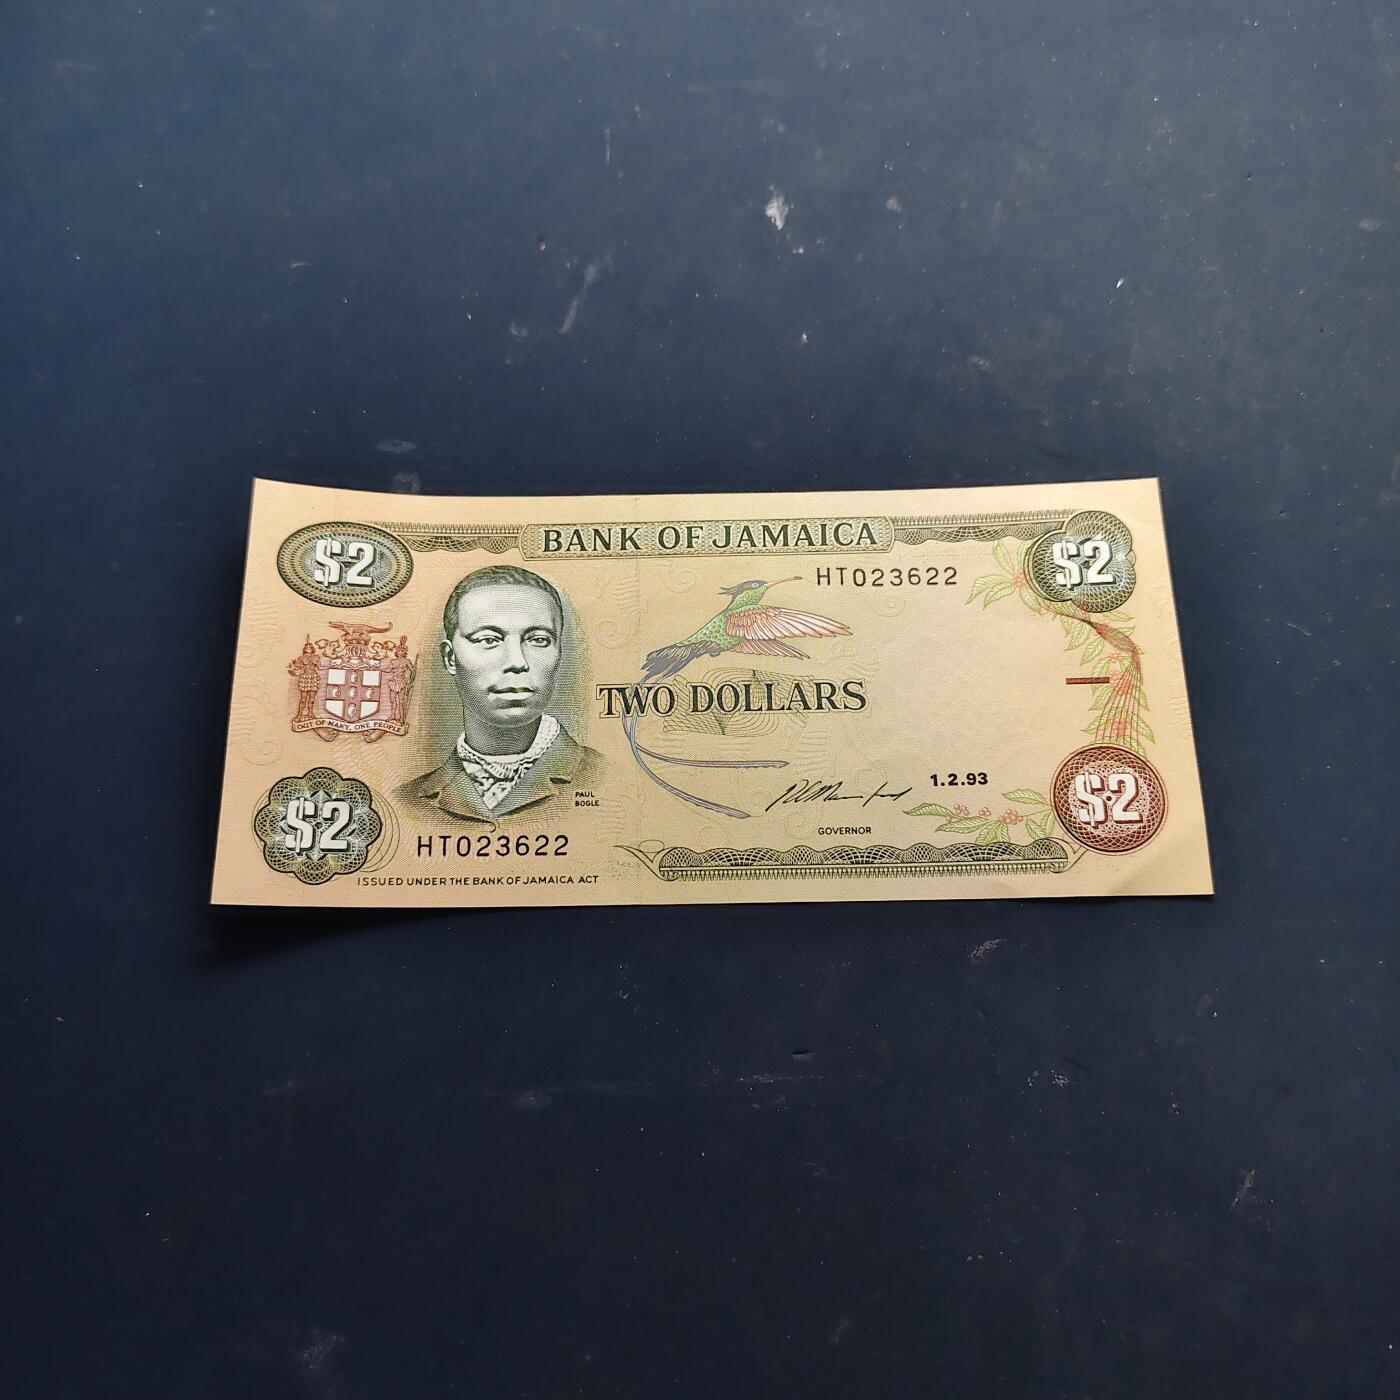 BANK OF JAMAICA
$2
$2
HT023622
OUT OF MANY, ONE PEOPLE
TWO DOLLARS
PAUL
BOGLE
1.2.93
GOVERNOR
$2
$2
HT023622
ISSUED UNDER THE BANK OF JAMAICA ACT